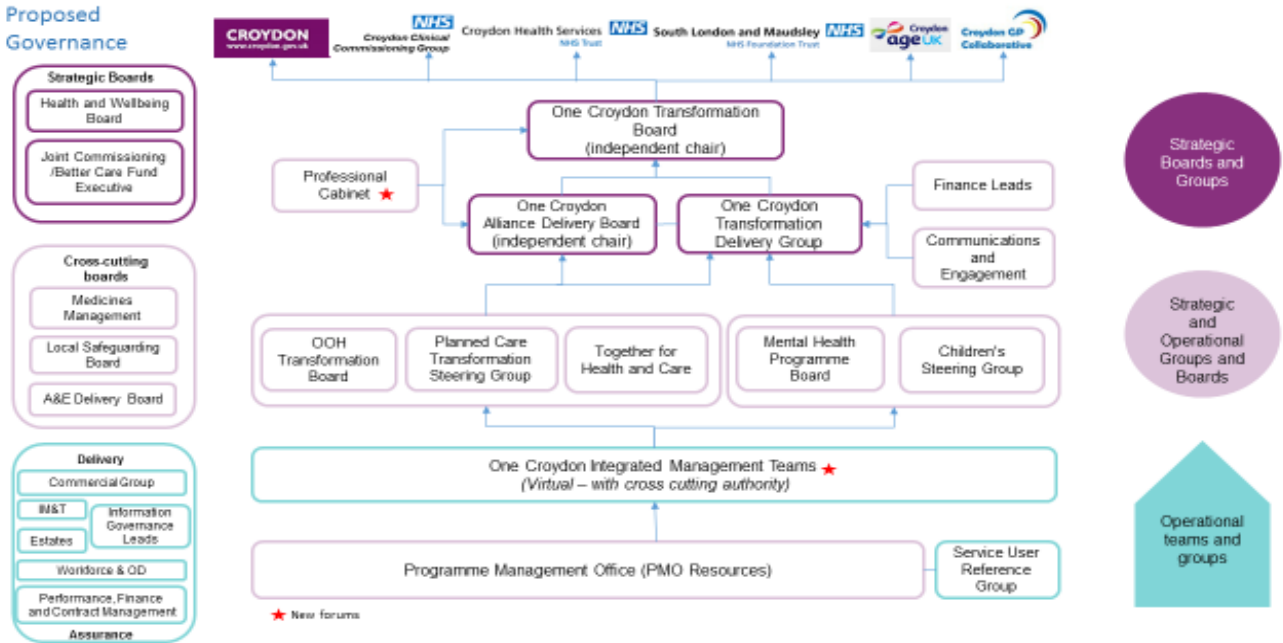 Proposed
Governance
CROYDON
www.croydon.gov.uk
NHS
Croydon Clinical
Commissioning Group
Croydon Health Services NHS
NHS Trust
South London and Maudsley NHS
NHS Foundation Trust
Croydon
age UK
Croydon GP
Collaborative
Strategic Boards
Health and Wellbeing
Board
Joint Commissioning
/Better Care Fund
Executive
Cross-cutting
boards
Medicines
Management
Local Safeguarding
Board
A&E Delivery Board
Delivery
Commercial Group
IM&T
Estates
Information
Governance
Leads
Workforce & OD
Performance, Finance
and Contract Management
Assurance
One Croydon Transformation
Board
(independent chair)
Professional
Cabinet
One Croydon
Alliance Delivery Board
(independent chair)
One Croydon
Transformation
Delivery Group
Finance Leads
Communications
and
Engagement
OOH
Transformation
Board
Planned Care
Transformation
Steering Group
Together for
Health and Care
Mental Health
Programme
Board
Children's
Steering Group
One Croydon Integrated Management Teams
(Virtual – with cross cutting authority)
Programme Management Office (PMO Resources)
Service User
Reference
Group
New forums
Strategic
Boards and
Groups
Strategic
and
Operational
Groups and
Boards
Operational
teams and
groups